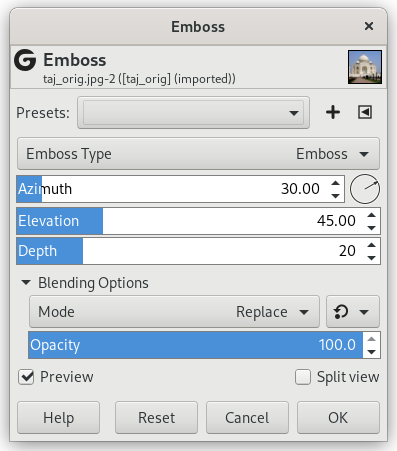 Emboss
Emboss
taj_orig.jpg-2 ([taj_orig] (imported))
Presets:
Emboss Type Emboss
Azimuth 30.00
Elevation 45.00
Depth 20
Blending Options
Mode Replace
Opacity 100.0
Preview Split view
Help Reset Cancel OK